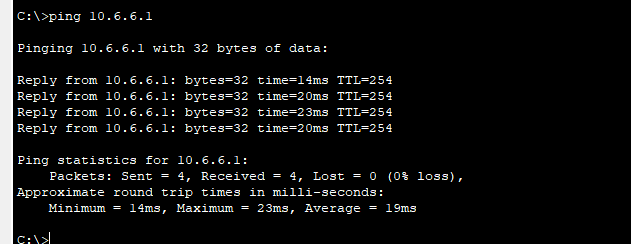 C:\>ping 10.6.6.1
Pinging 10.6.6.1 with 32 bytes of data:
Reply from 10.6.6.1: bytes=32 time=14ms TTL=254
Reply from 10.6.6.1: bytes=32 time=20ms TTL=254
Reply from 10.6.6.1: bytes=32 time=23ms TTL=254
Reply from 10.6.6.1: bytes=32 time=20ms TTL=254
Ping statistics for 10.6.6.1:
Packets: Sent = 4, Received = 4, Lost = 0 (0% loss),
Approximate round trip times in milli-seconds:
Minimum = 14ms, Maximum = 23ms, Average = 19ms
C:\>